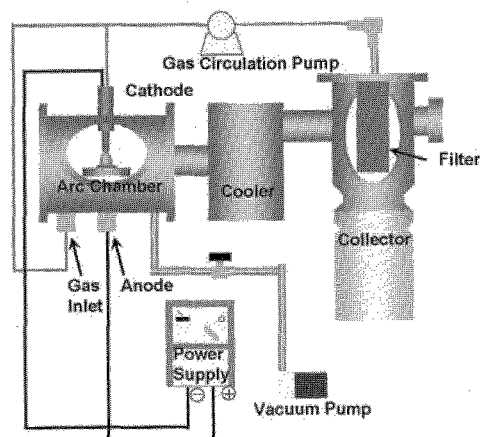 Gas Circulation Pump
Cathode
Arc Chamber
Cooler
Filter
Collector
Gas
Inlet
Anode
Power
Supply
Vacuum Pump